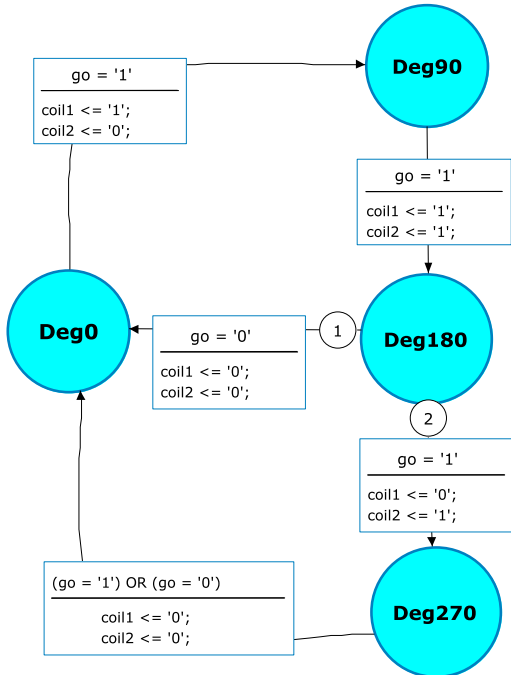 go = '1'
coil1 <= '1';
coil2 <= '0';
Deg90
go = '1'
coil1 <= '1';
coil2 <= '1';
Deg0
go = '0'
coil1 <= '0';
coil2 <= '0';
1
Deg180
2
go = '1'
coil1 <= '0';
coil2 <= '1';
(go = '1') OR (go = '0')
coil1 <= '0';
coil2 <= '0';
Deg270